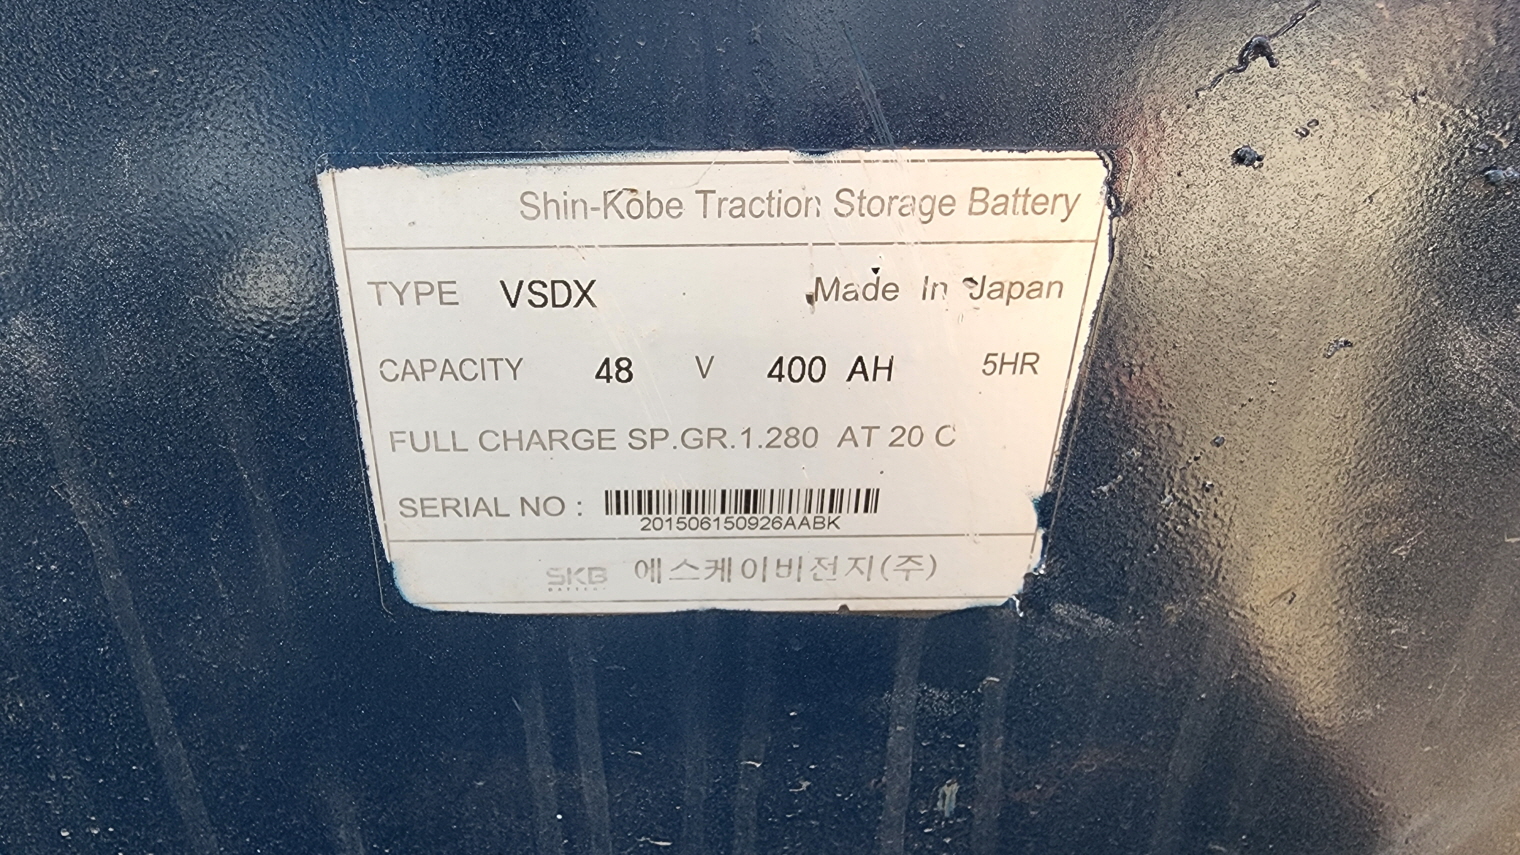 Shin-Kobe Traction Storage Battery
TYPE VSDX Made In Japan
CAPACITY 48 V 400 AH 5HR
FULL CHARGE SP.GR.1.280 AT 20 C
SERIAL NO :
201506150926AABK
SKB BATTERY 에스케이비전지(주)